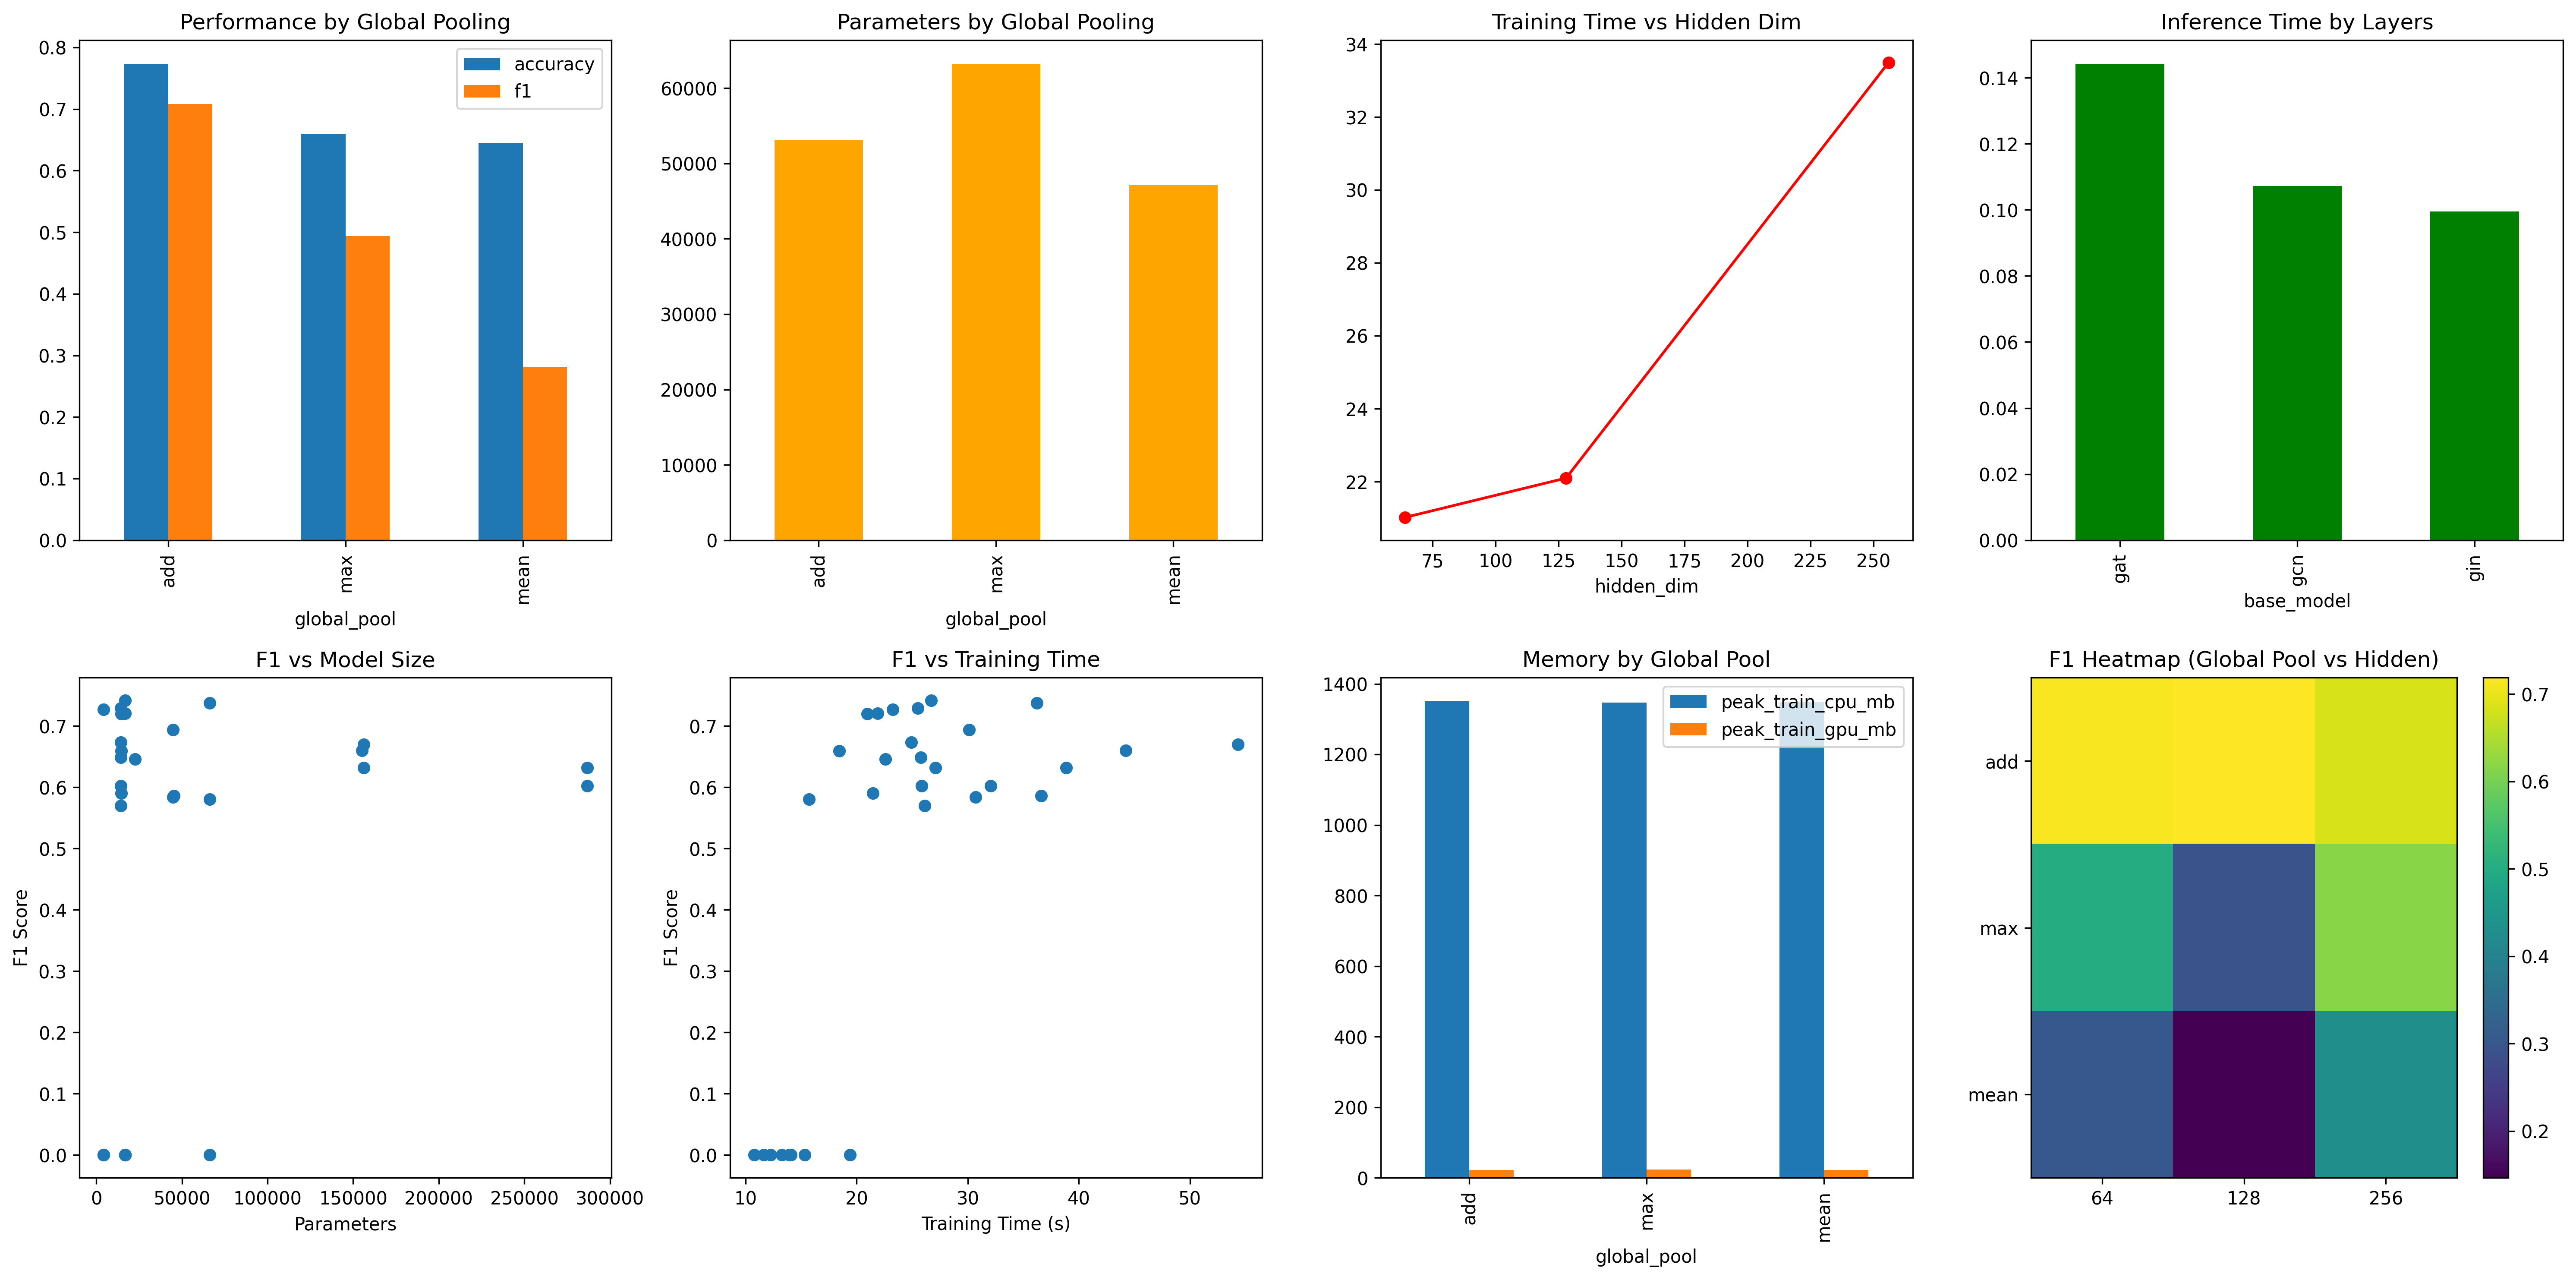 Performance by Global Pooling
0.8
0.7
0.6
0.5
0.4
0.3
0.2
0.1
0.0
accuracy
f1
add
max
mean
global_pool
Parameters by Global Pooling
60000
50000
40000
30000
20000
10000
0
add
max
mean
global_pool
Training Time vs Hidden Dim
34
32
30
28
26
24
22
75 100 125 150 175 200 225 250
hidden_dim
Inference Time by Layers
0.14
0.12
0.10
0.08
0.06
0.04
0.02
0.00
gat
gcn
gin
base_model
F1 vs Model Size
F1 Score
0.7
0.6
0.5
0.4
0.3
0.2
0.1
0.0
0 50000 100000 150000 200000 250000 300000
Parameters
F1 vs Training Time
F1 Score
0.7
0.6
0.5
0.4
0.3
0.2
0.1
0.0
10 20 30 40 50
Training Time (s)
Memory by Global Pool
1400
1200
1000
800
600
400
200
0
peak_train_cpu_mb
peak_train_gpu_mb
add
max
mean
global_pool
F1 Heatmap (Global Pool vs Hidden)
add
max
mean
64 128 256
0.7
0.6
0.5
0.4
0.3
0.2